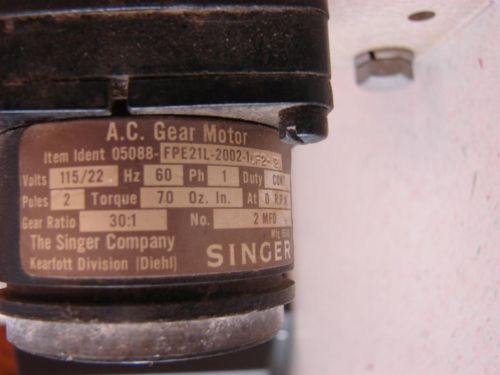 A.C. Gear Motor
Item Ident 05088-FPE21L-2002-1
Volts 115/22 Hz 60 Ph 1 Duty CONT
Poles 2 Torque 70 Oz. In. At 0 R.P.M
Gear Ratio 30:1 No. 2 MFD
Mfg
The Singer Company
Kearfott Division (Diehl)
SINGER